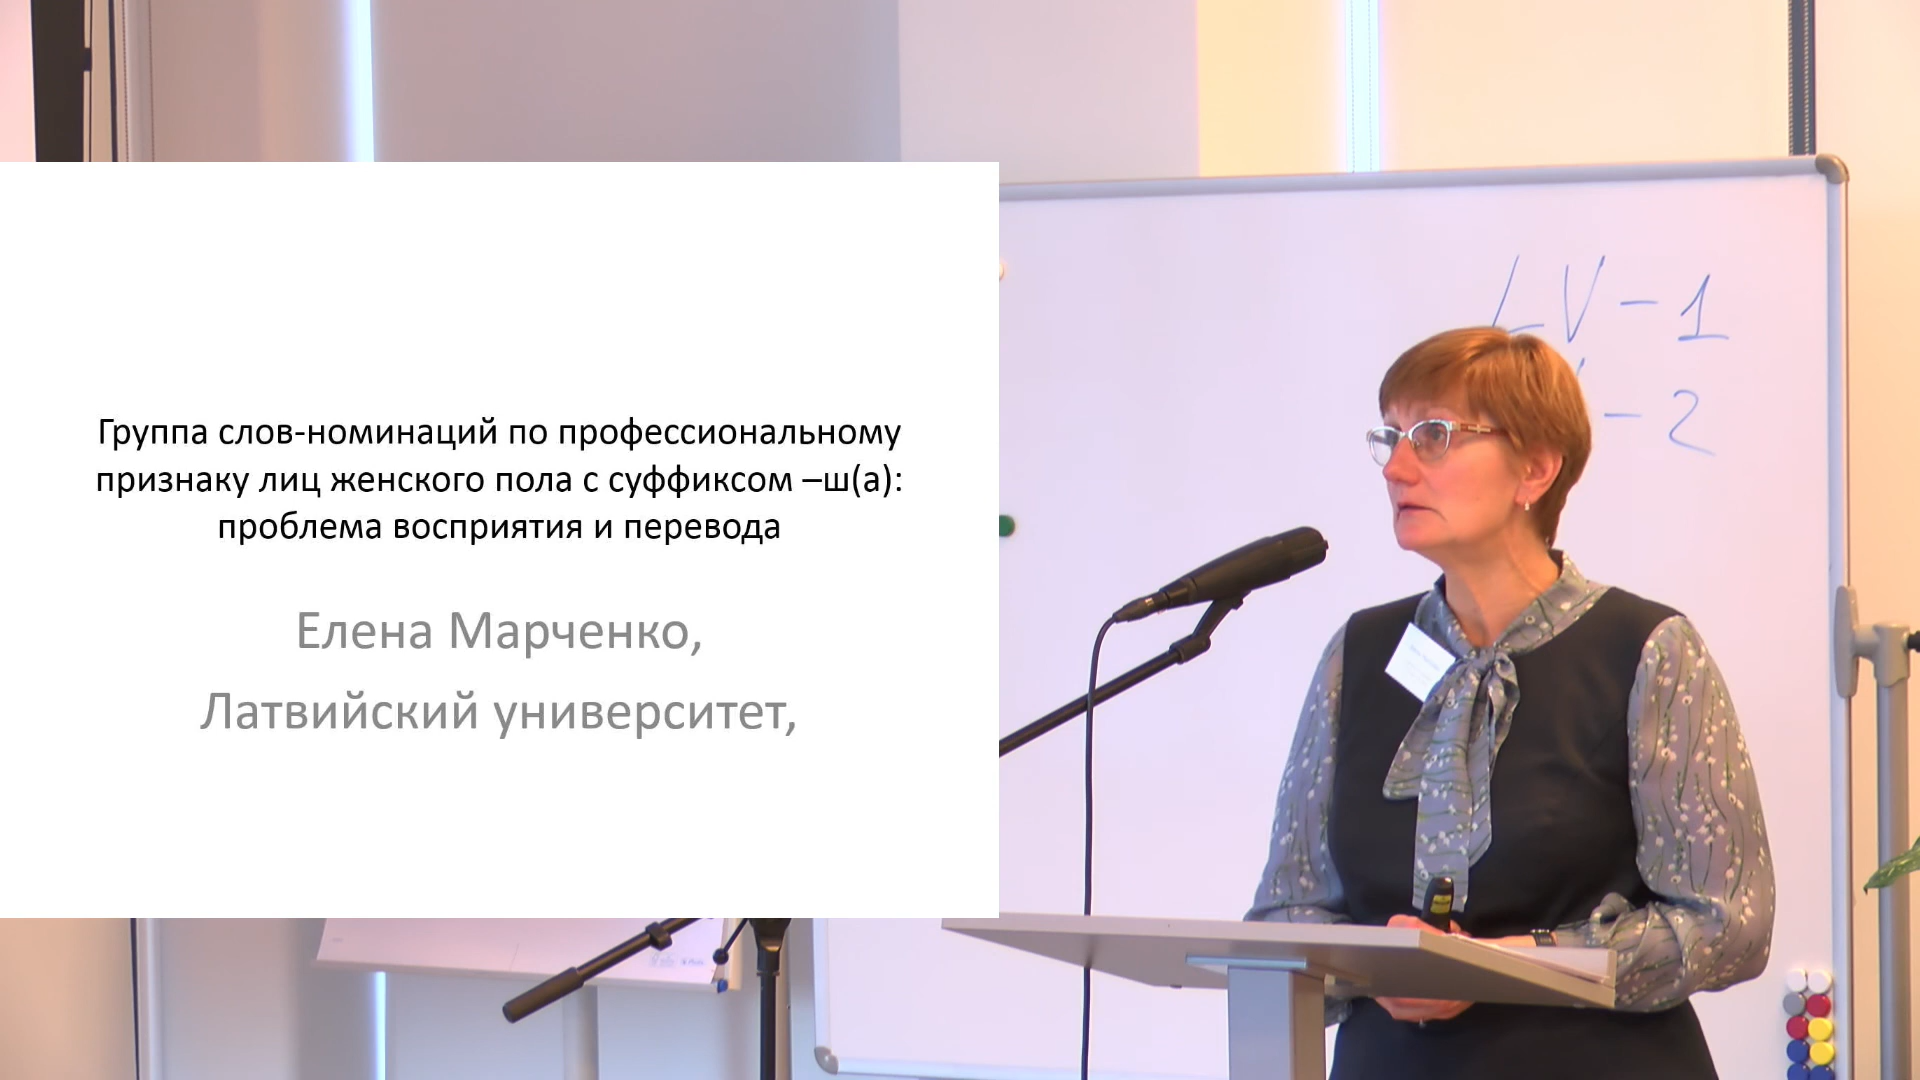 Группа слов-номинаций по профессиональному
признаку лиц женского пола с суффиксом –ш(а):
проблема восприятия и перевода
Елена Марченко,
Латвийский университет,
LV – 1
– 2